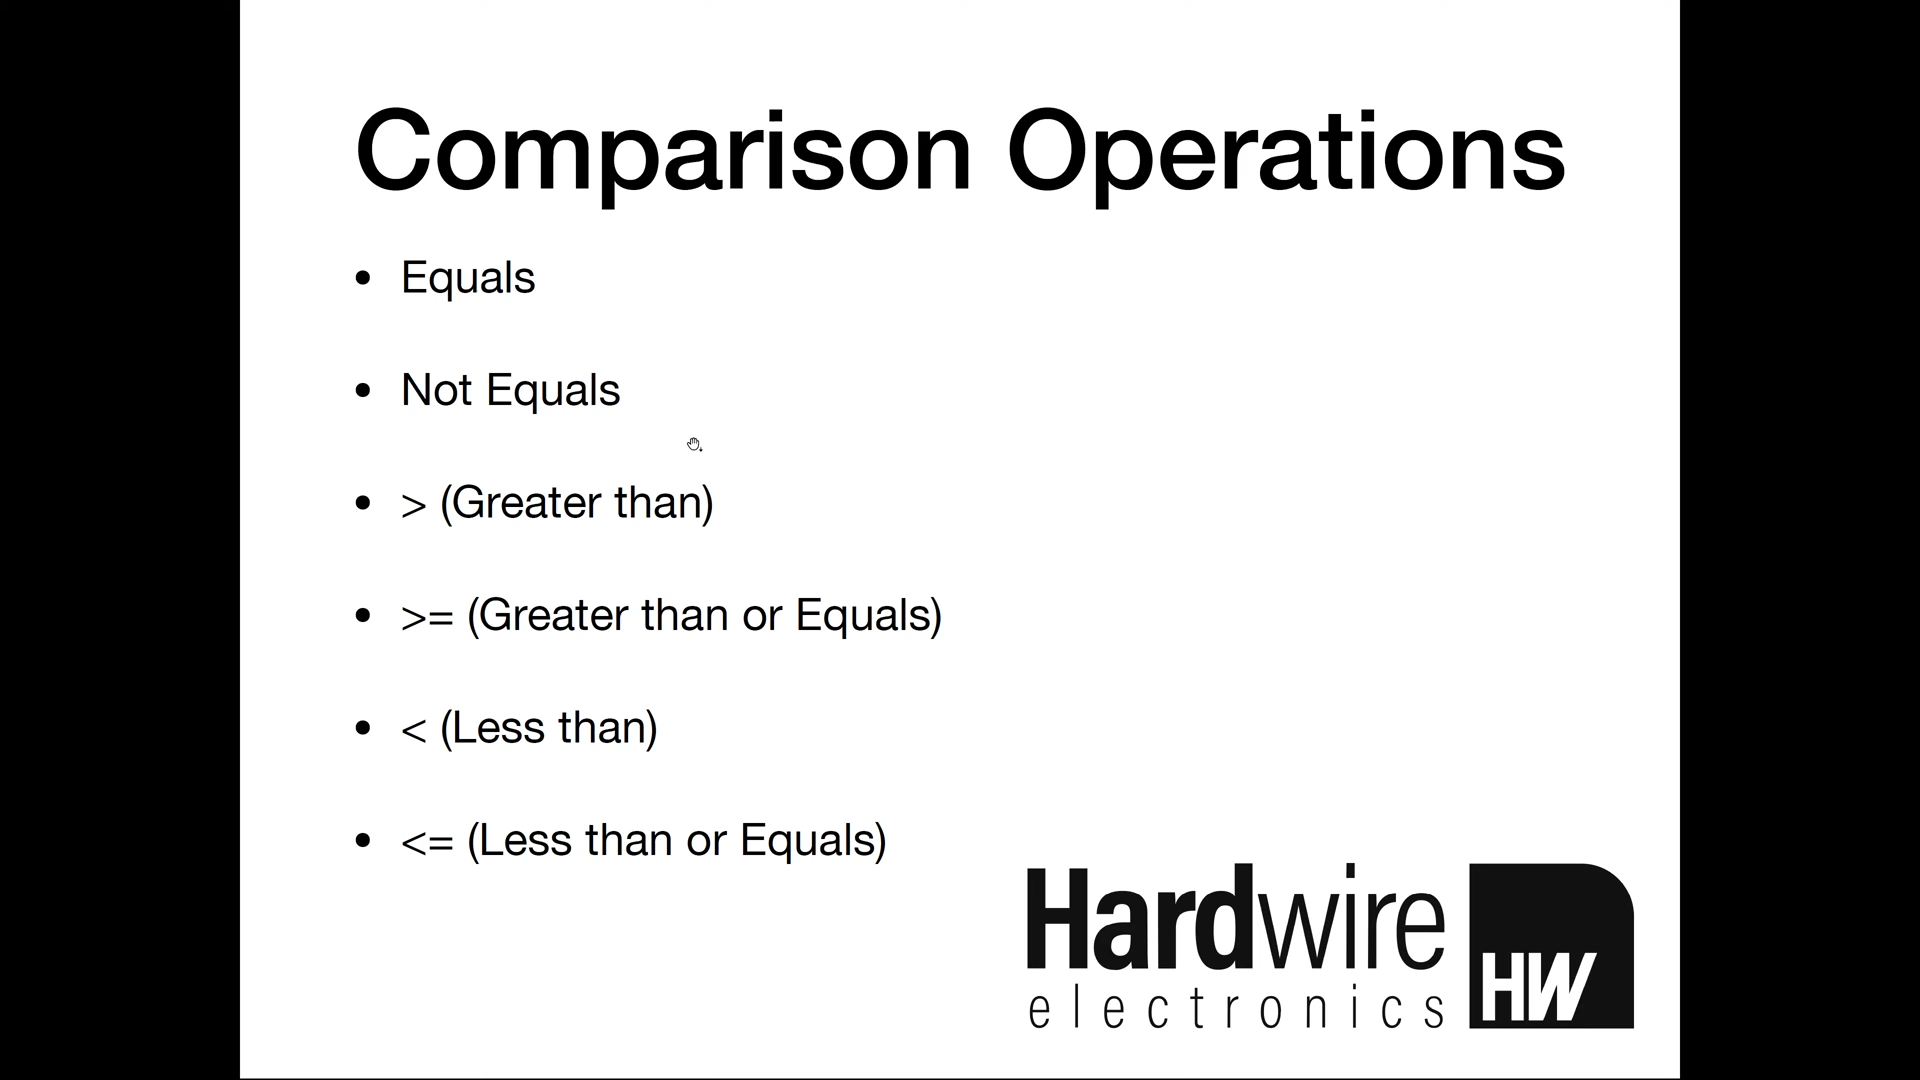 Comparison Operations
• Equals
• Not Equals
• > (Greater than)
• >= (Greater than or Equals)
• < (Less than)
• <= (Less than or Equals)
Hardwire
electronics
HW